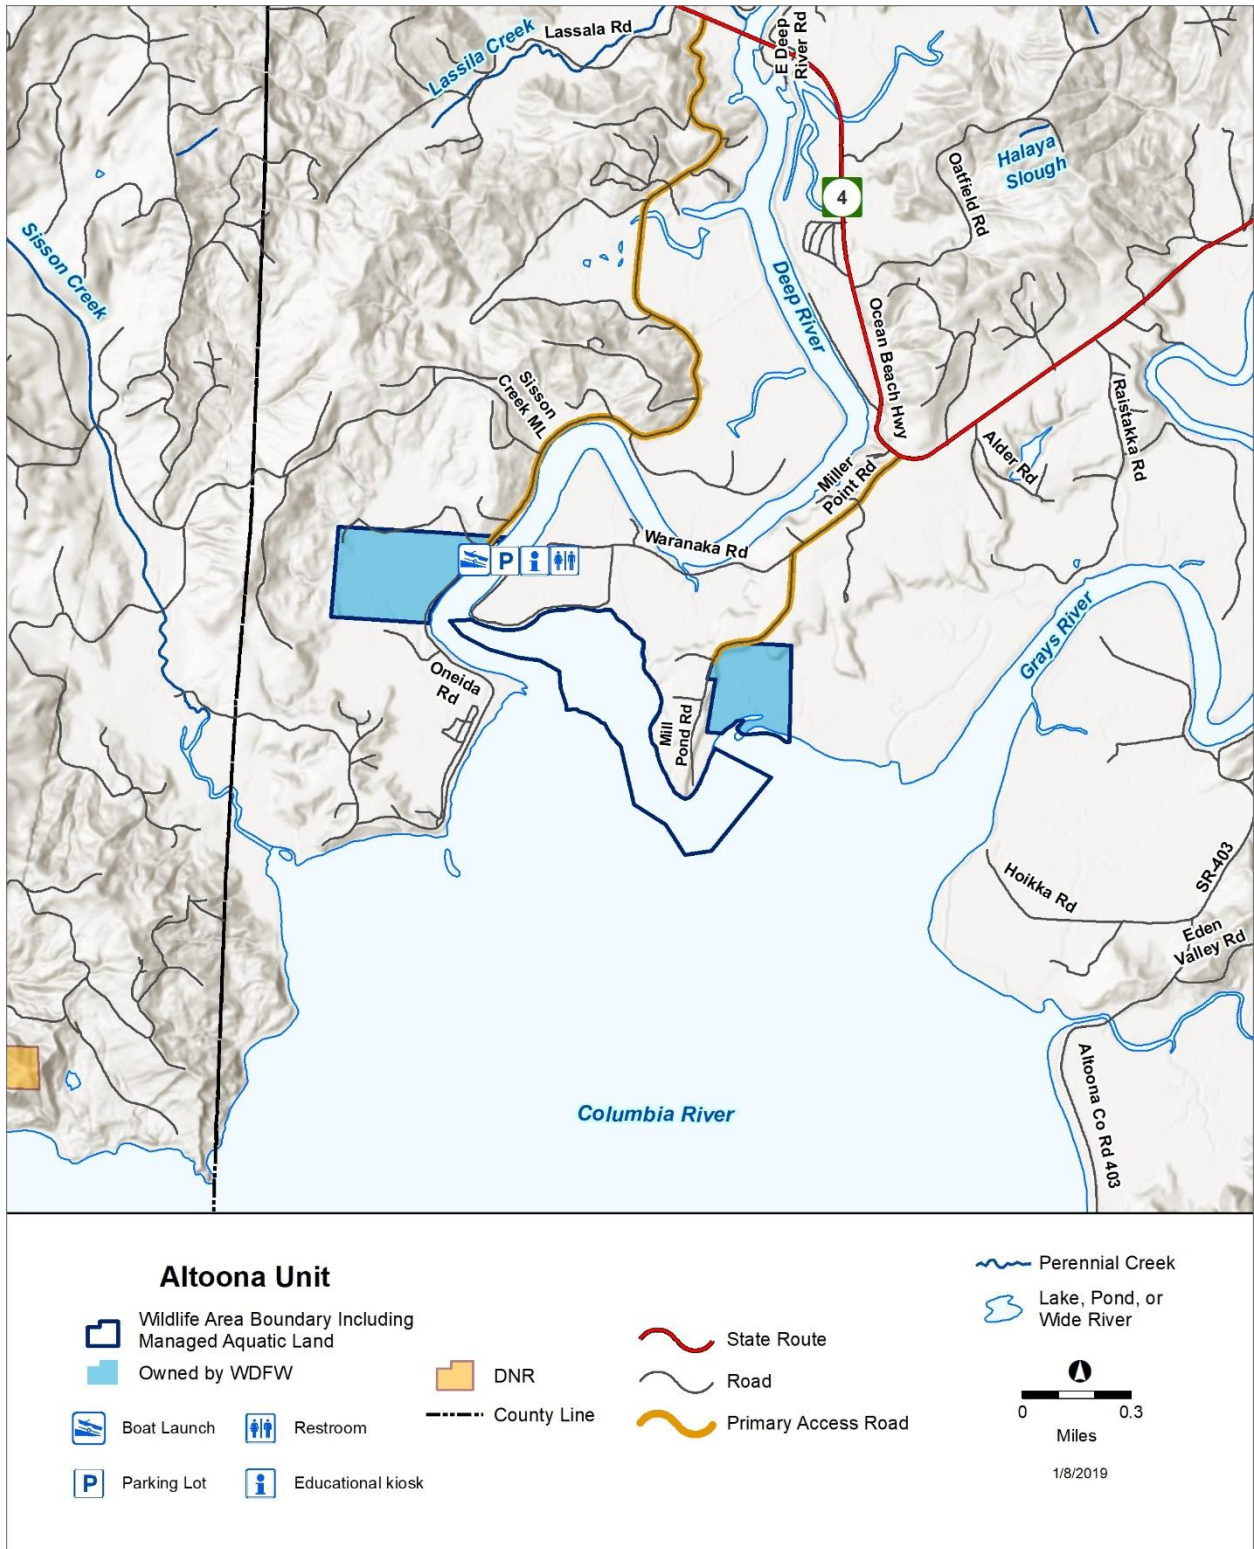 Lassila Creek
Lassala Rd
E Deep
River Rd
Halaya
Slough
Oatfield Rd
4
Sisson Creek
Deep River
Ocean Beach Hwy
Sisson
Creek ML
Raistakka Rd
Alder Rd
Miller
Point Rd
Waranaka Rd
P
Grays River
Oneida
Rd
Mill
Pond Rd
Hoikka Rd
SR-403
Eden
Valley Rd
Altoona Co Rd 403
Columbia River
Altoona Unit
Wildlife Area Boundary Including
Managed Aquatic Land
Owned by WDFW
Boat Launch
Restroom
P
Parking Lot
Educational kiosk
DNR
County Line
State Route
Road
Primary Access Road
Perennial Creek
Lake, Pond, or
Wide River
0 0.3
Miles
1/8/2019